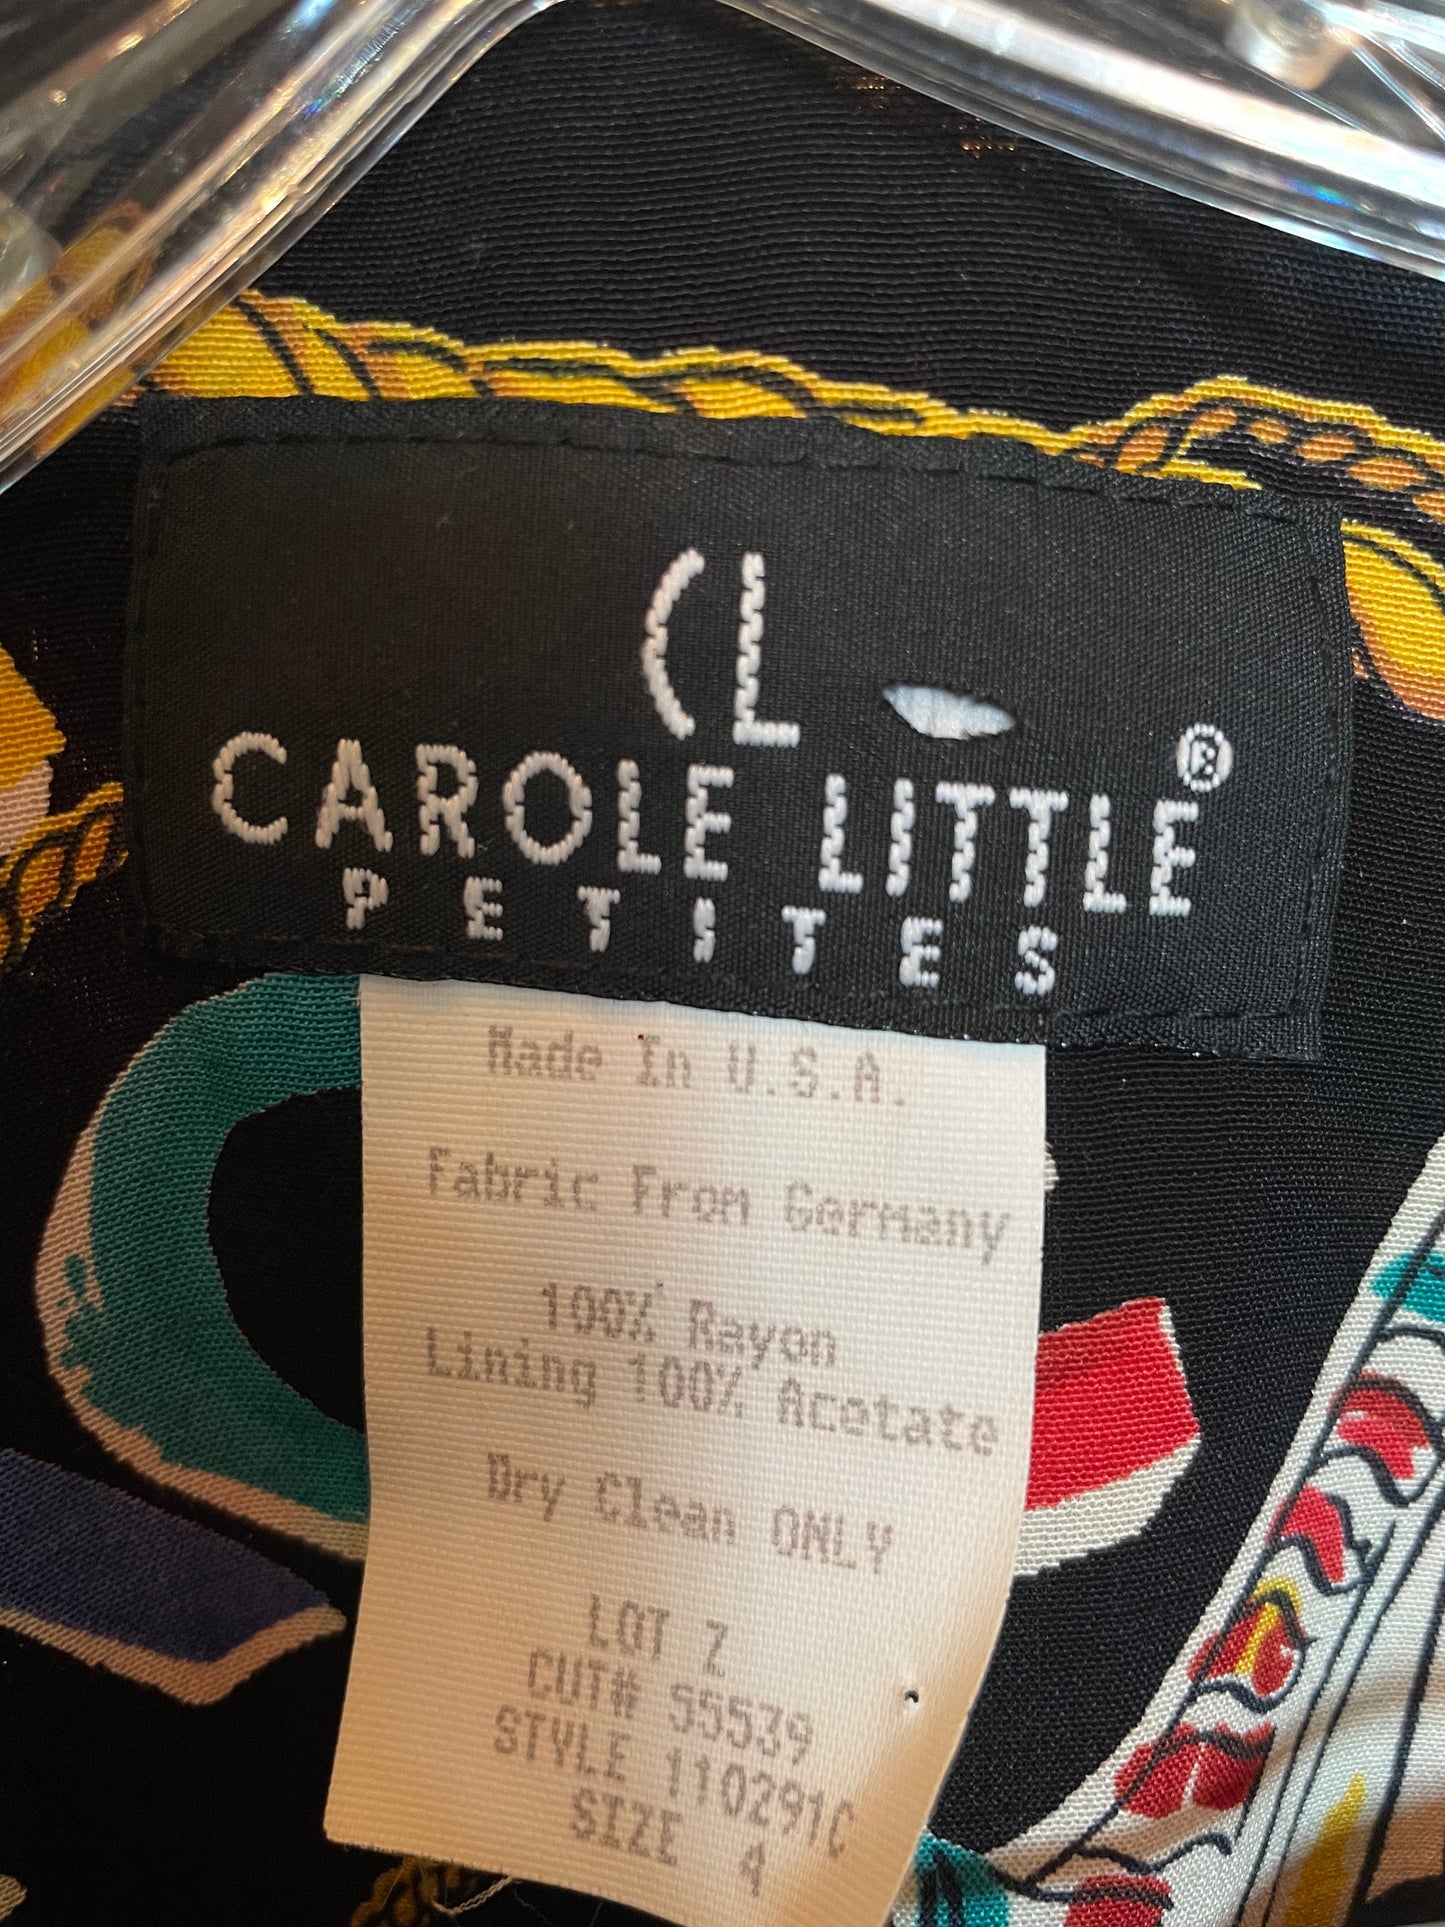 CL
CAROLE LITTLE®
PETITES
Made In U.S.A.
Fabric From Germany
100% Rayon
Lining 100% Acetate
Dry Clean ONLY
LOT Z
CUT# 55539
STYLE 110291C
SIZE 4